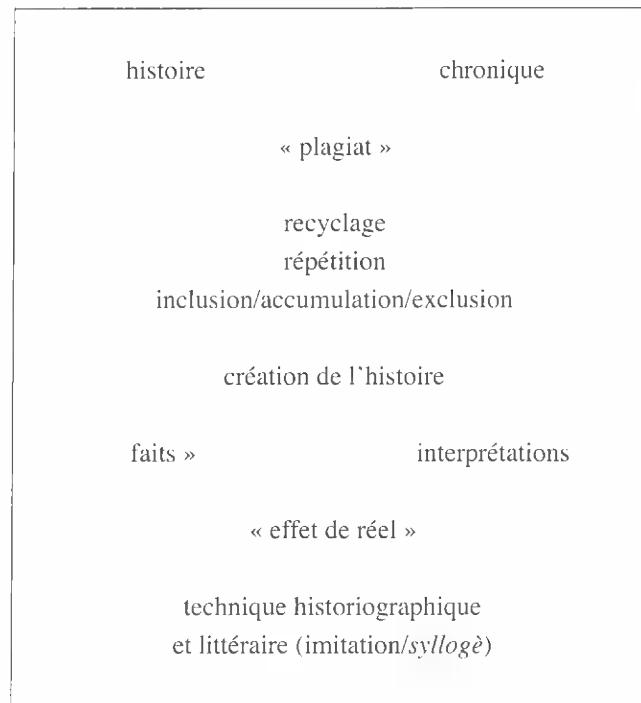 histoire chronique
« plagiat »
recyclage
répétition
inclusion/accumulation/exclusion
création de l'histoire
faits » interprétations
« effet de réel »
technique historiographique
et littéraire (imitation/syllogè)